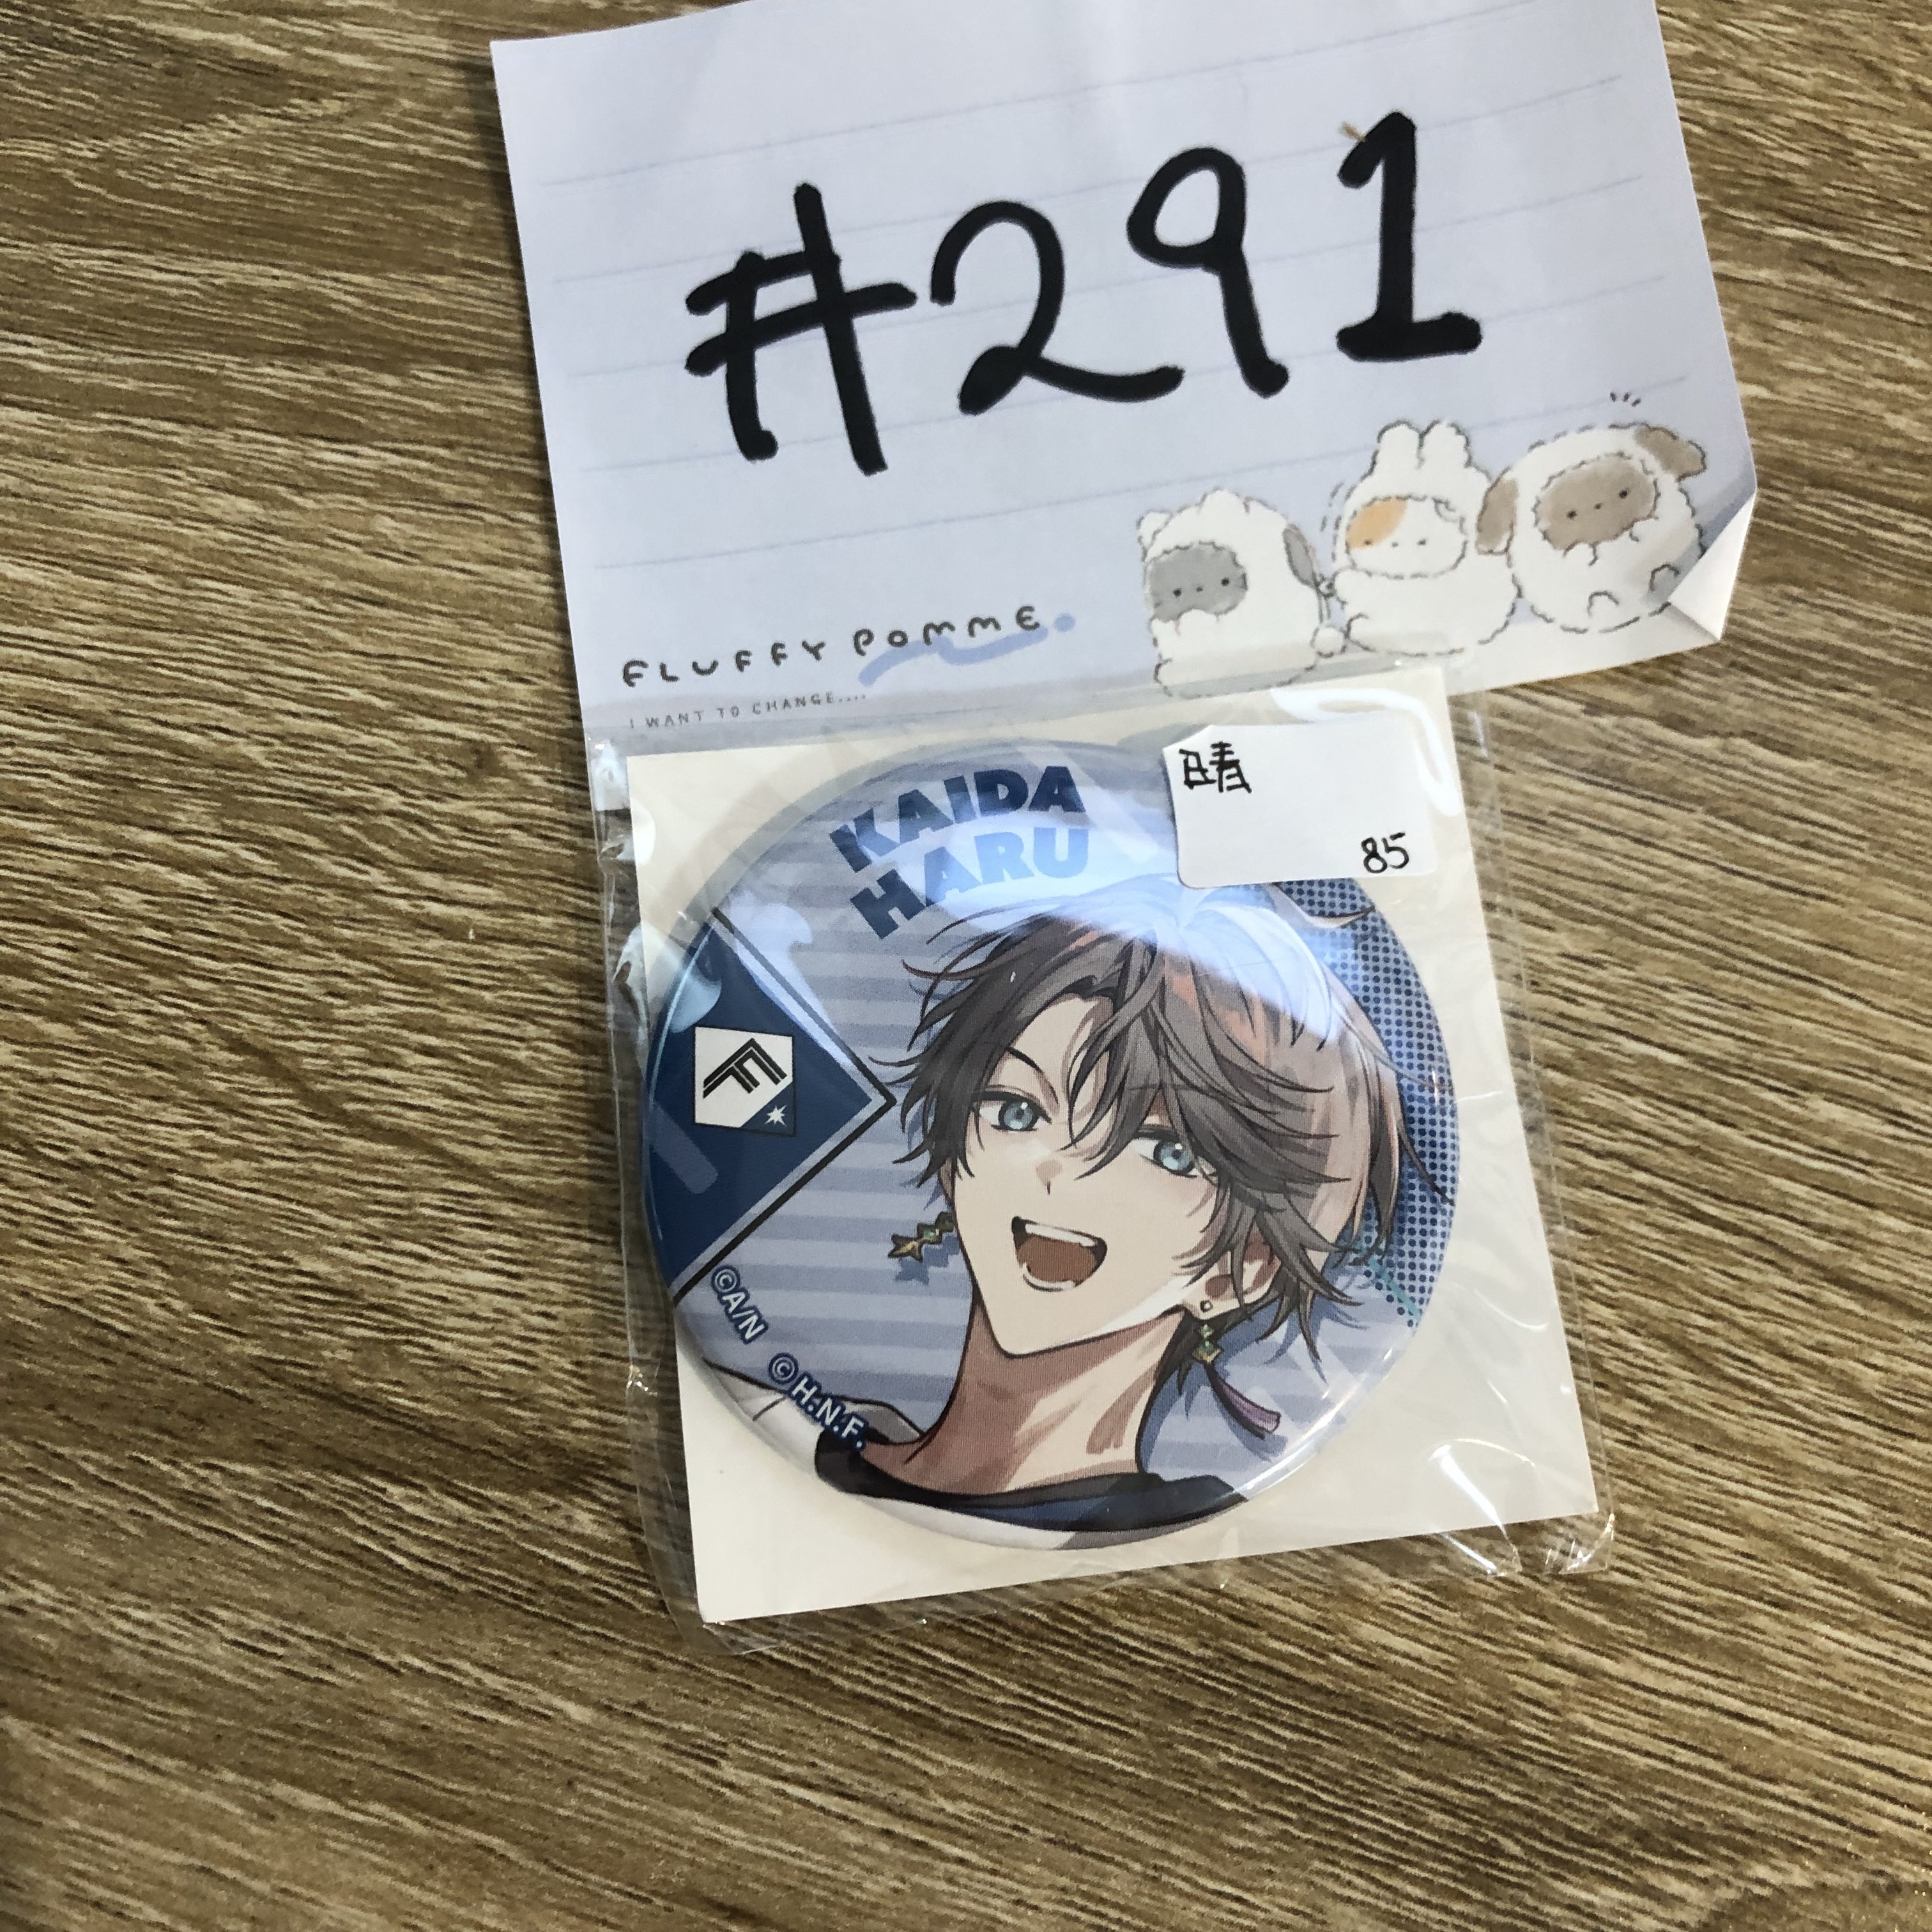 #291
FLUFFY POMME
I WANT TO CHANGE....
晴
85
KAIDA
HARU
F
©A/N
©H.N.F.